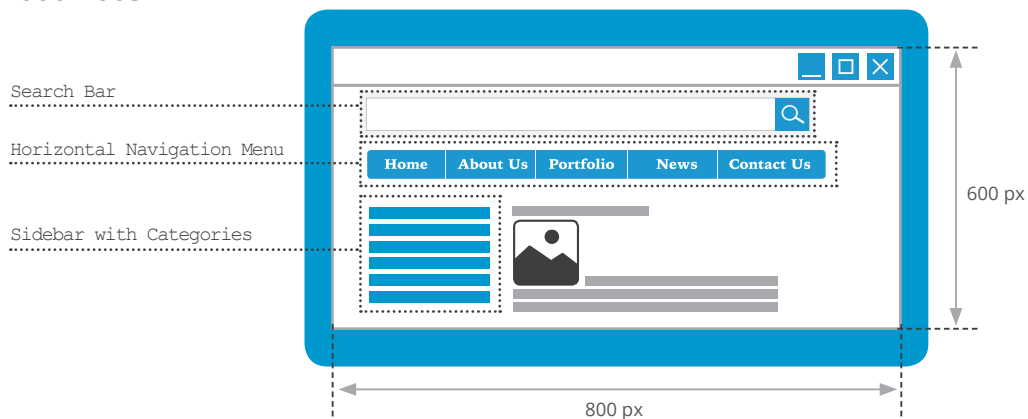 Search Bar
Horizontal Navigation Menu
Home About Us Portfolio News Contact Us
600 px
Sidebar with Categories
800 px